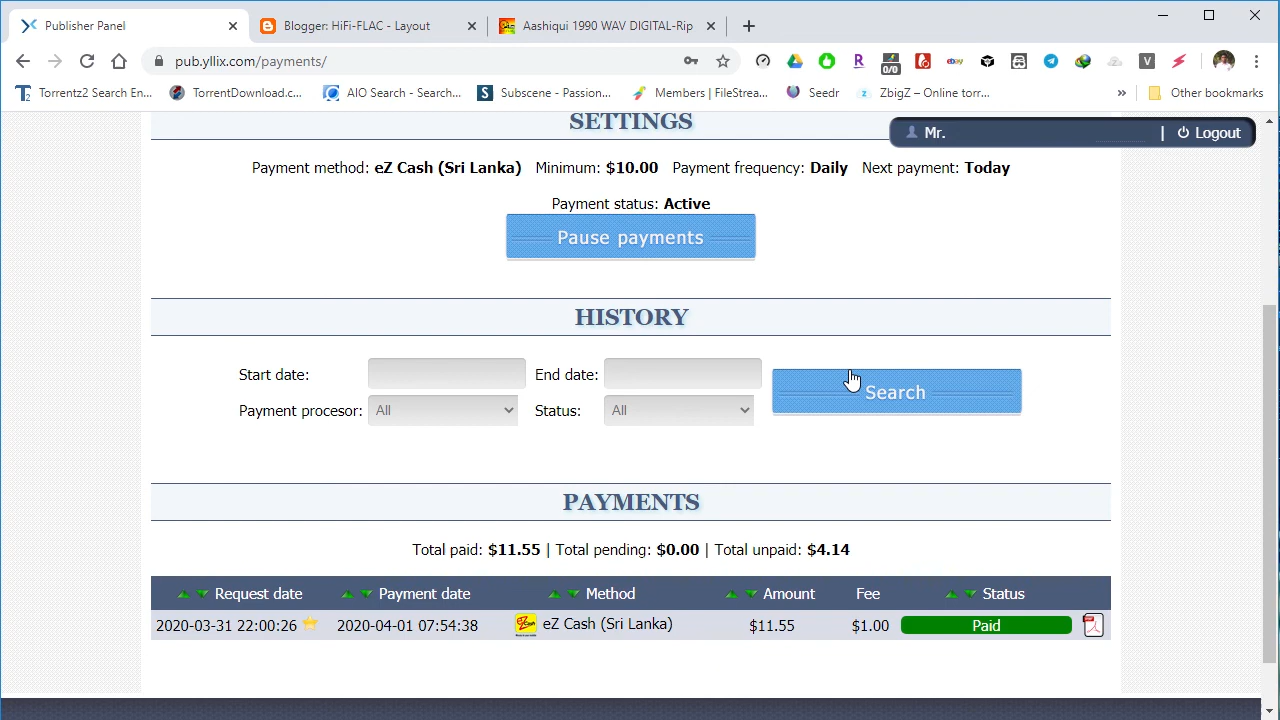 Publisher Panel
Blogger: HiFi-FLAC - Layout
Aashiqui 1990 WAV DIGITAL-Rip
pub.yllix.com/payments/
0/0
R
ebay
V
T2 Torrentz2 Search En...
TorrentDownload.c...
AIO Search - Search...
S Subscene - Passion...
Members | FileStrea...
Seedr
z ZbigZ – Online torr...
»
Other bookmarks
Mr. | Logout
SETTINGS
Payment method: eZ Cash (Sri Lanka) Minimum: $10.00 Payment frequency: Daily Next payment: Today
Payment status: Active
Pause payments
HISTORY
Start date: End date:
Search
Payment procesor: All Status: All
PAYMENTS
Total paid: $11.55 | Total pending: $0.00 | Total unpaid: $4.14
Request date Payment date Method Amount Fee Status
2020-03-31 22:00:26 2020-04-01 07:54:38 eZ Cash (Sri Lanka) $11.55 $1.00 Paid